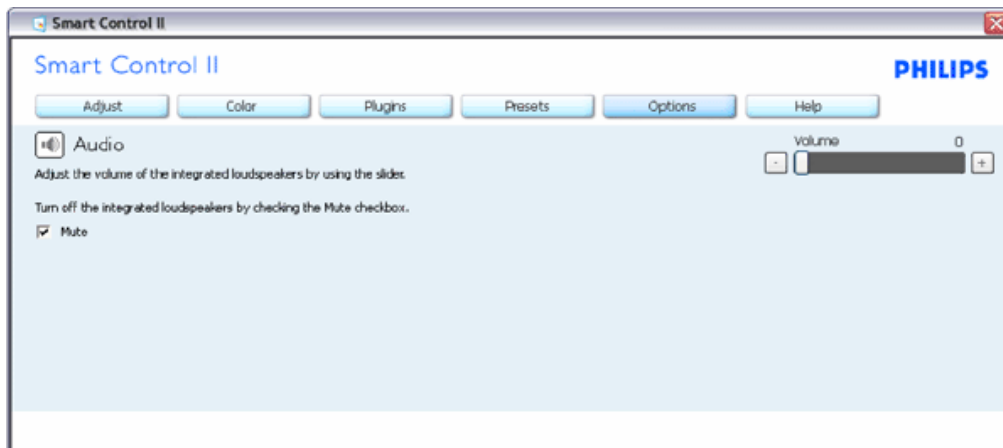 Smart Control II
Smart Control II
PHILIPS
Adjust Color Plugins Presets Options Help
Audio
Volume 0
- +
Adjust the volume of the integrated loudspeakers by using the slider.
Turn off the integrated loudspeakers by checking the Mute checkbox.
Mute